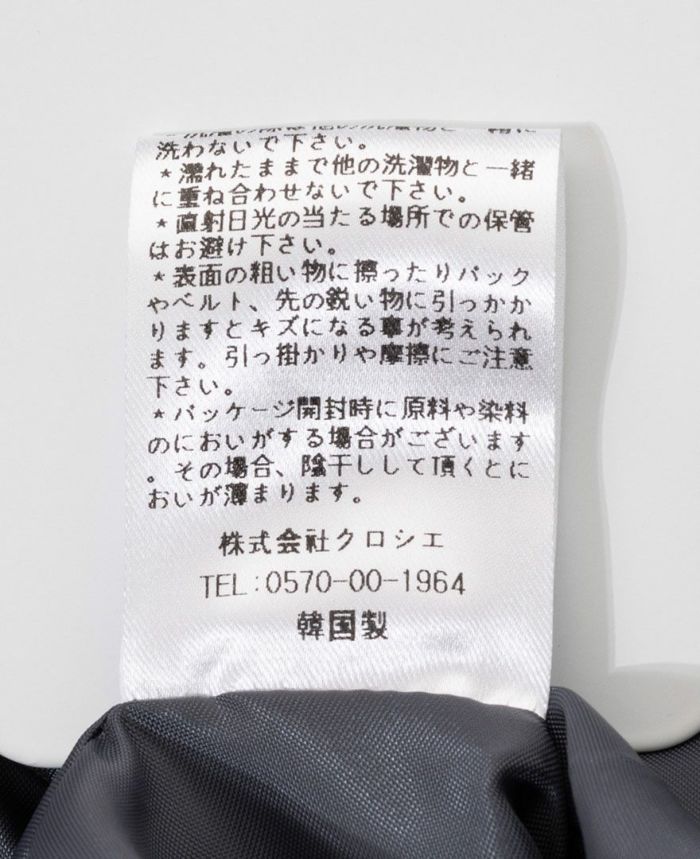 洗わないで下さい。
*濡れたままで他の洗濯物と一緒
に重ね合わせないで下さい。
*直射日光の当たる場所での保管
はお避け下さい。
*表面の粗い物に擦ったりバック
やベルト、先の鋭い物に引っかか
りますとキズになる事が考えられ
ます。引っ掛かりや摩擦にご注意
下さい。
*パッケージ開封時に原料や染料
のにおいがする場合がございます
。その場合、陰干しして頂くとに
おいが薄まります。
株式会社クロシエ
TEL:0570-00-1964
韓国製